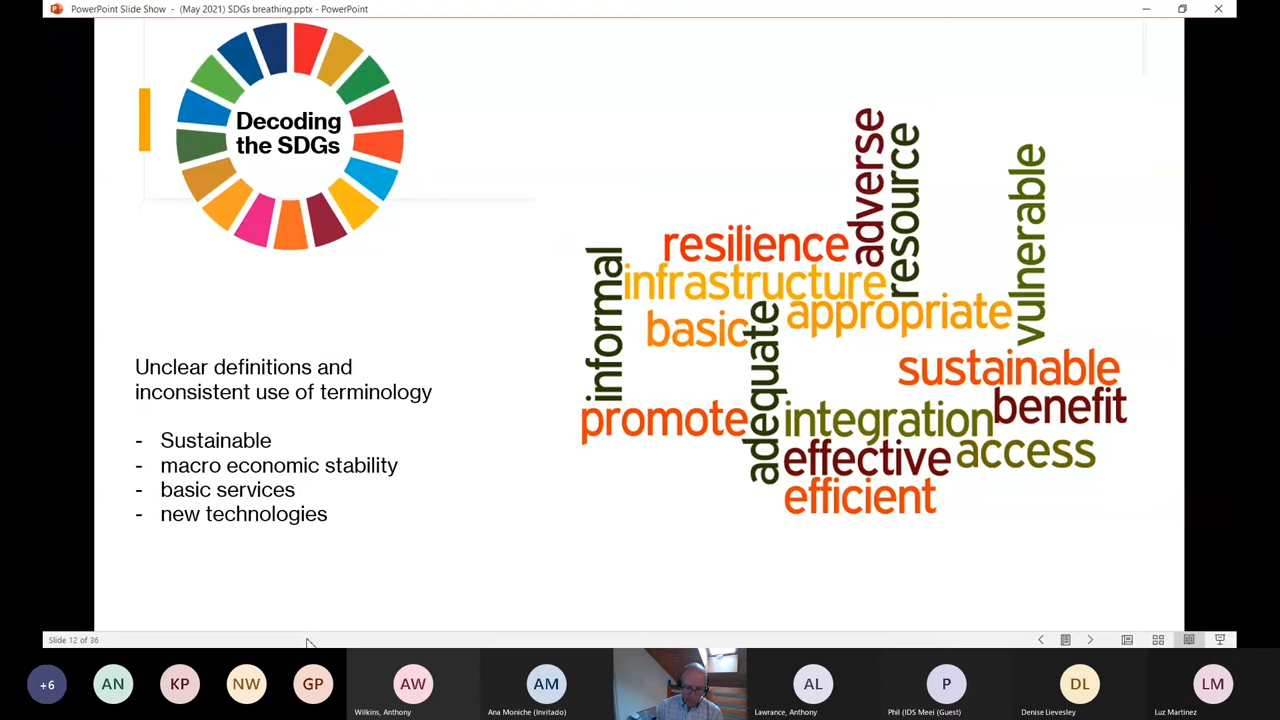 PowerPoint Slide Show - (May 2021) SDGs breathing.pptx - PowerPoint
Decoding
the SDGs
Unclear definitions and
inconsistent use of terminology
- Sustainable
- macro economic stability
- basic services
- new technologies
adverse
resource
vulnerable
resilience
informal
infrastructure
appropriate
basic
adequate
sustainable
benefit
promote
integration
access
effective
efficient
Slide 12 of 36
+6
AN
KP
NW
GP
AW
Wilkins, Anthony
AM
Ana Moniche (Invitado)
AL
Lawrance, Anthony
P
Phil (IDS Meei (Guest)
DL
Denise Lievesley
LM
Luz Martinez